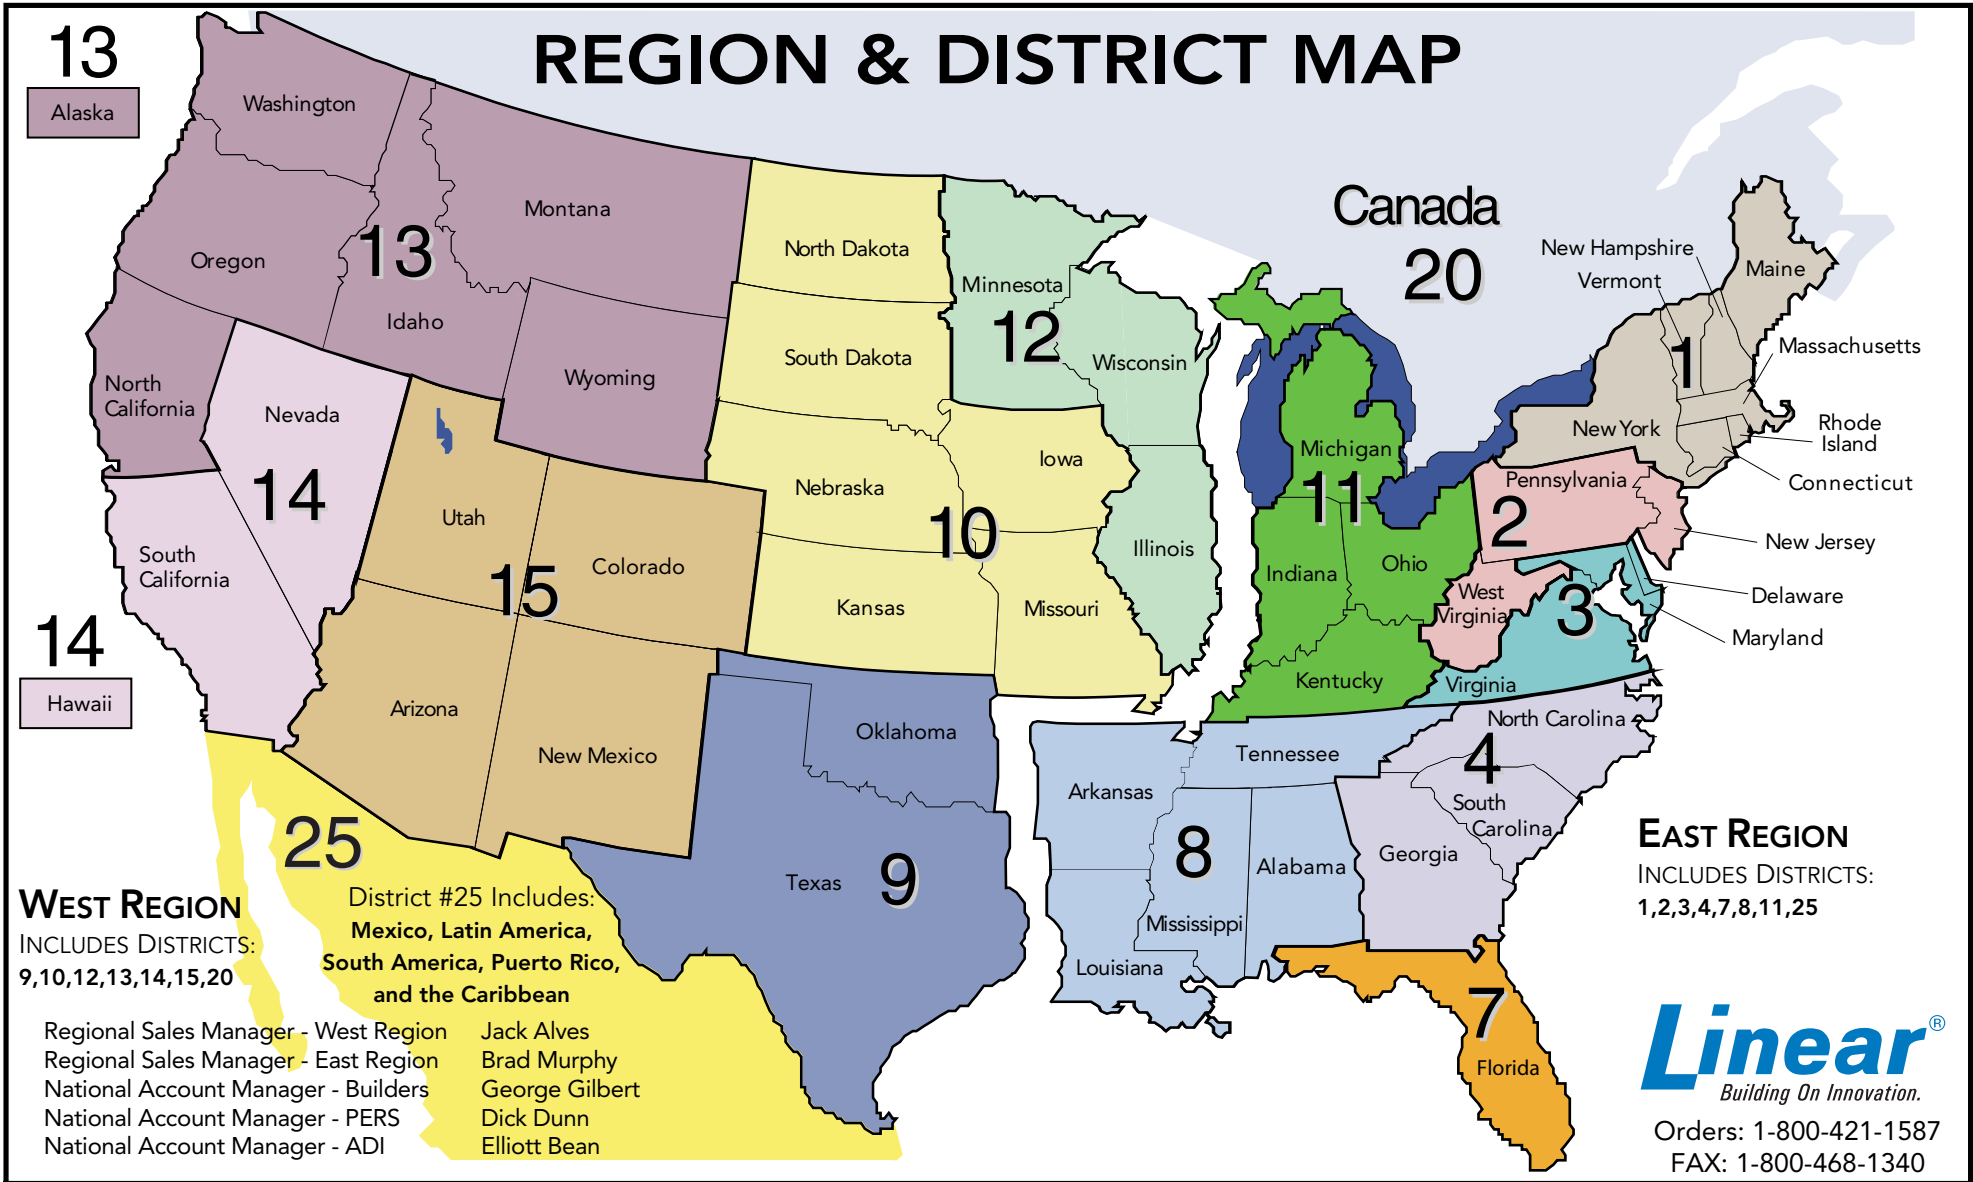 REGION & DISTRICT MAP
13
Alaska
Washington
Oregon
13
Idaho
Montana
Wyoming
North
California
Nevada
14
South
California
14
Hawaii
Utah
15
Colorado
Arizona
New Mexico
North Dakota
South Dakota
Nebraska
10
Iowa
Kansas
Missouri
Minnesota
12
Wisconsin
Illinois
Canada
20
Michigan
11
Indiana
Ohio
Kentucky
New Hampshire
Vermont
Maine
1
Massachusetts
New York
Rhode
Island
Connecticut
Pennsylvania
2
New Jersey
West
Virginia
3
Delaware
Maryland
Virginia
North Carolina
4
South
Carolina
Georgia
Tennessee
Arkansas
8
Alabama
Mississippi
Louisiana
Oklahoma
Texas
9
7
Florida
25
District #25 Includes:
Mexico, Latin America,
South America, Puerto Rico,
and the Caribbean
WEST REGION
INCLUDES DISTRICTS:
9,10,12,13,14,15,20
EAST REGION
INCLUDES DISTRICTS:
1,2,3,4,7,8,11,25
Regional Sales Manager - West Region Jack Alves
Regional Sales Manager - East Region Brad Murphy
National Account Manager - Builders George Gilbert
National Account Manager - PERS Dick Dunn
National Account Manager - ADI Elliott Bean
Linear®
Building On Innovation.
Orders: 1-800-421-1587
FAX: 1-800-468-1340